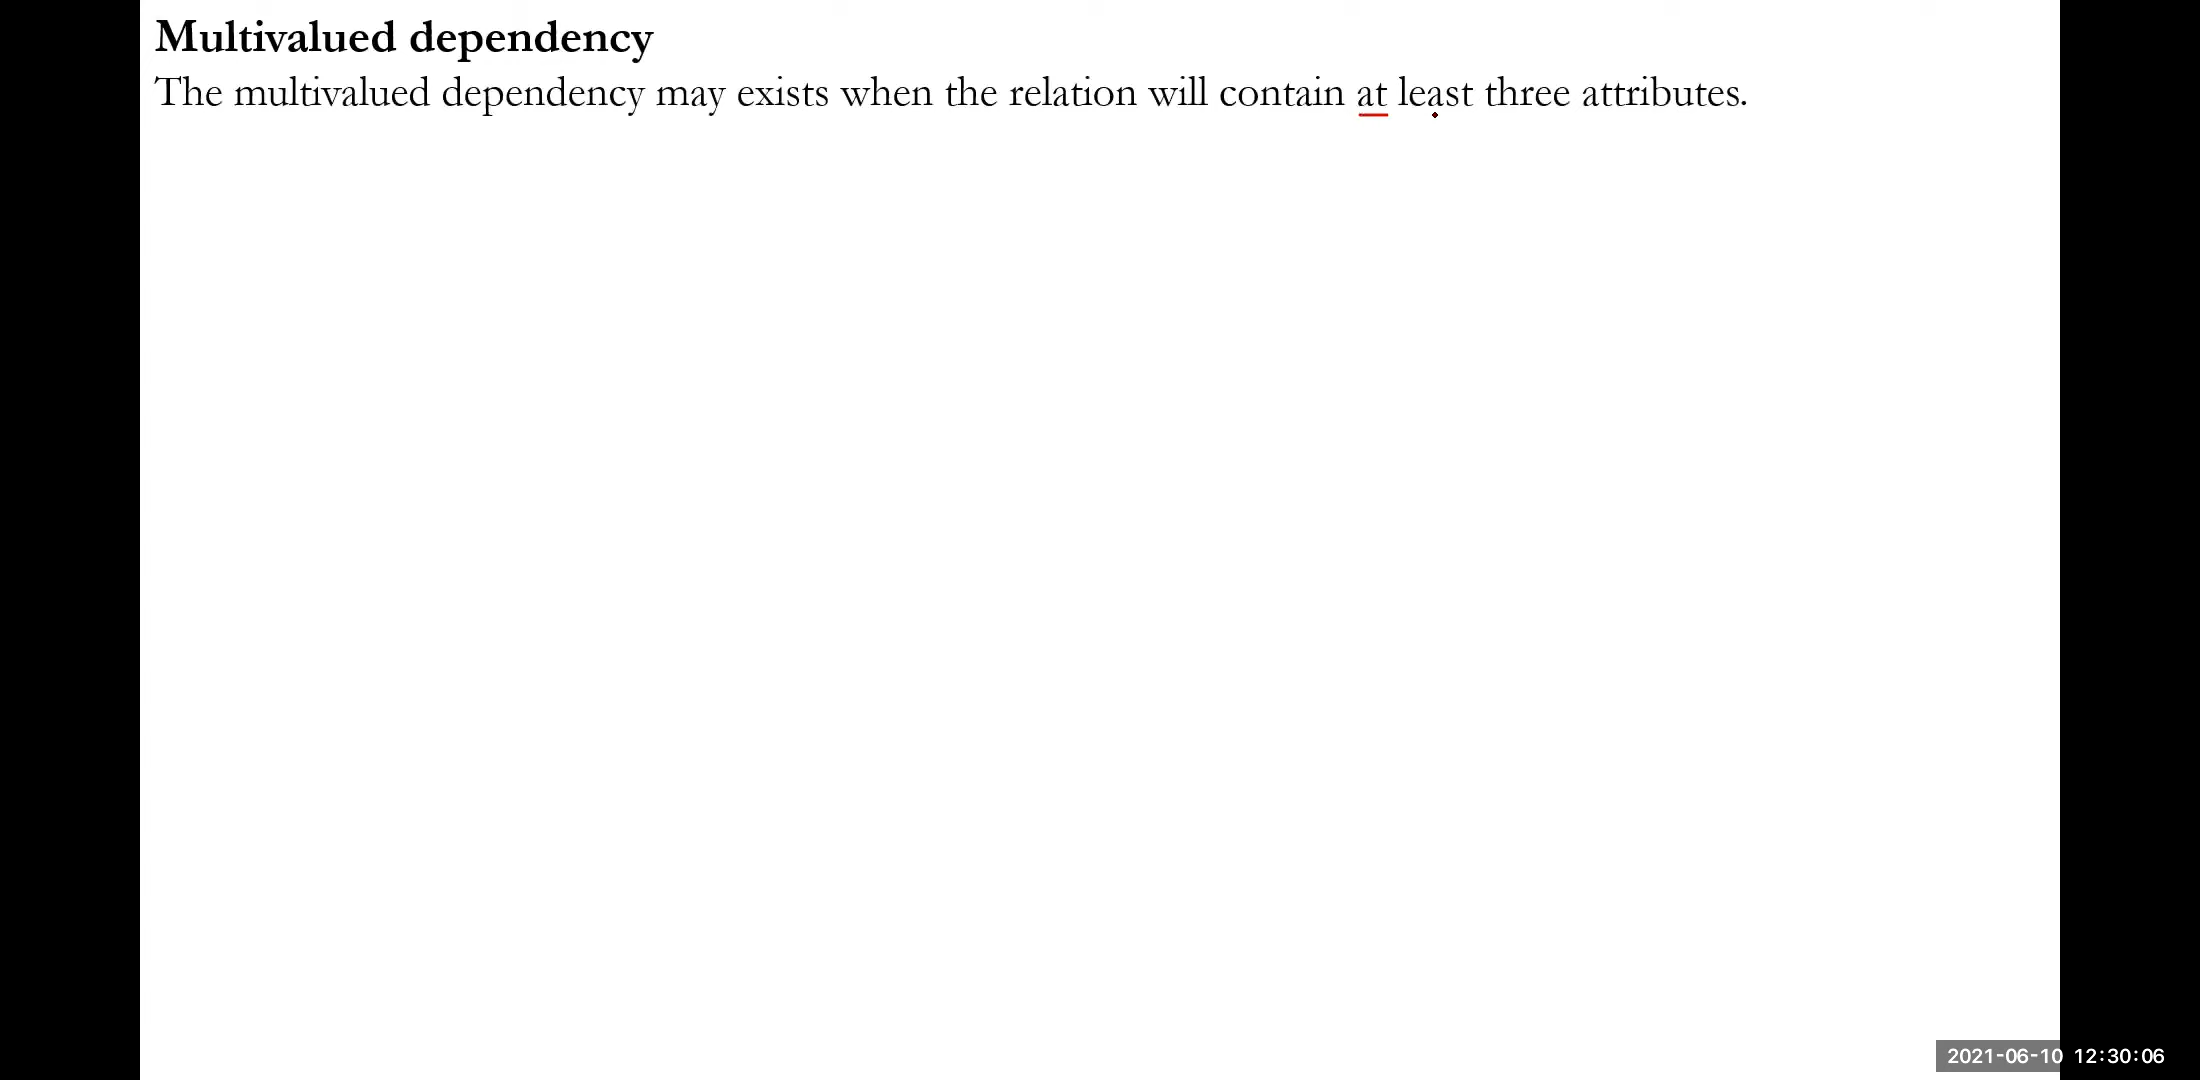 Multivalued dependency
The multivalued dependency may exists when the relation will contain at least three attributes.
2021-06-10 12:30:06